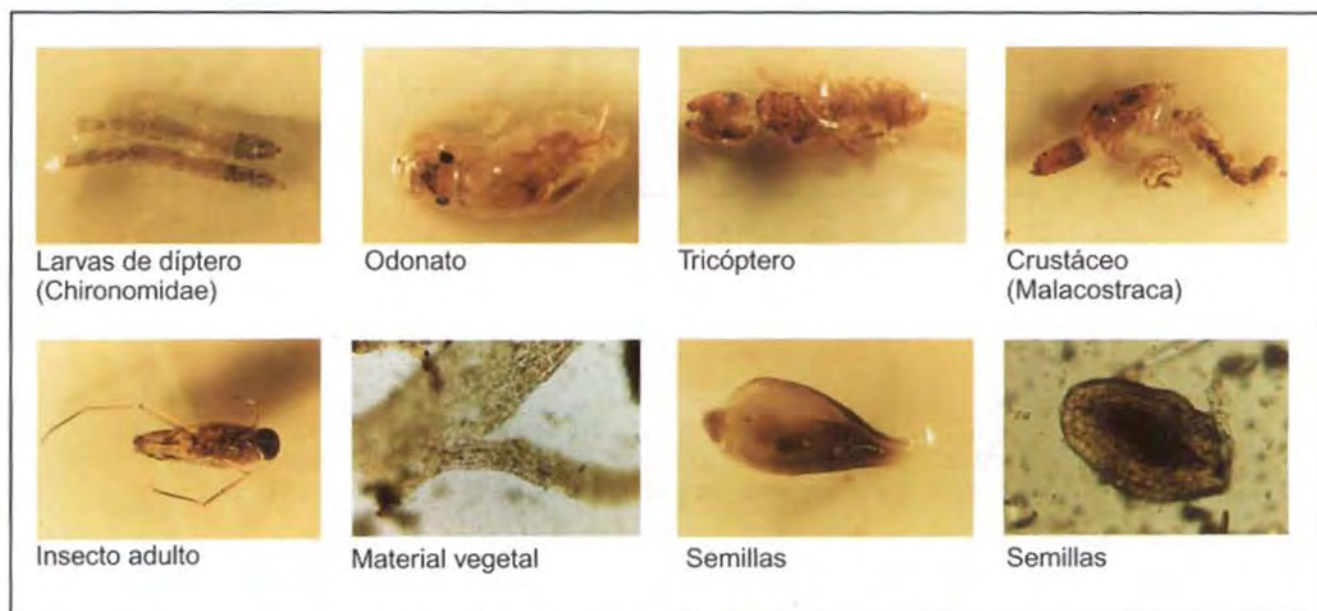 Larvas de díptero
(Chironomidae)
Odonato
Tricóptero
Crustáceo
(Malacostraca)
Insecto adulto
Material vegetal
Semillas
Semillas